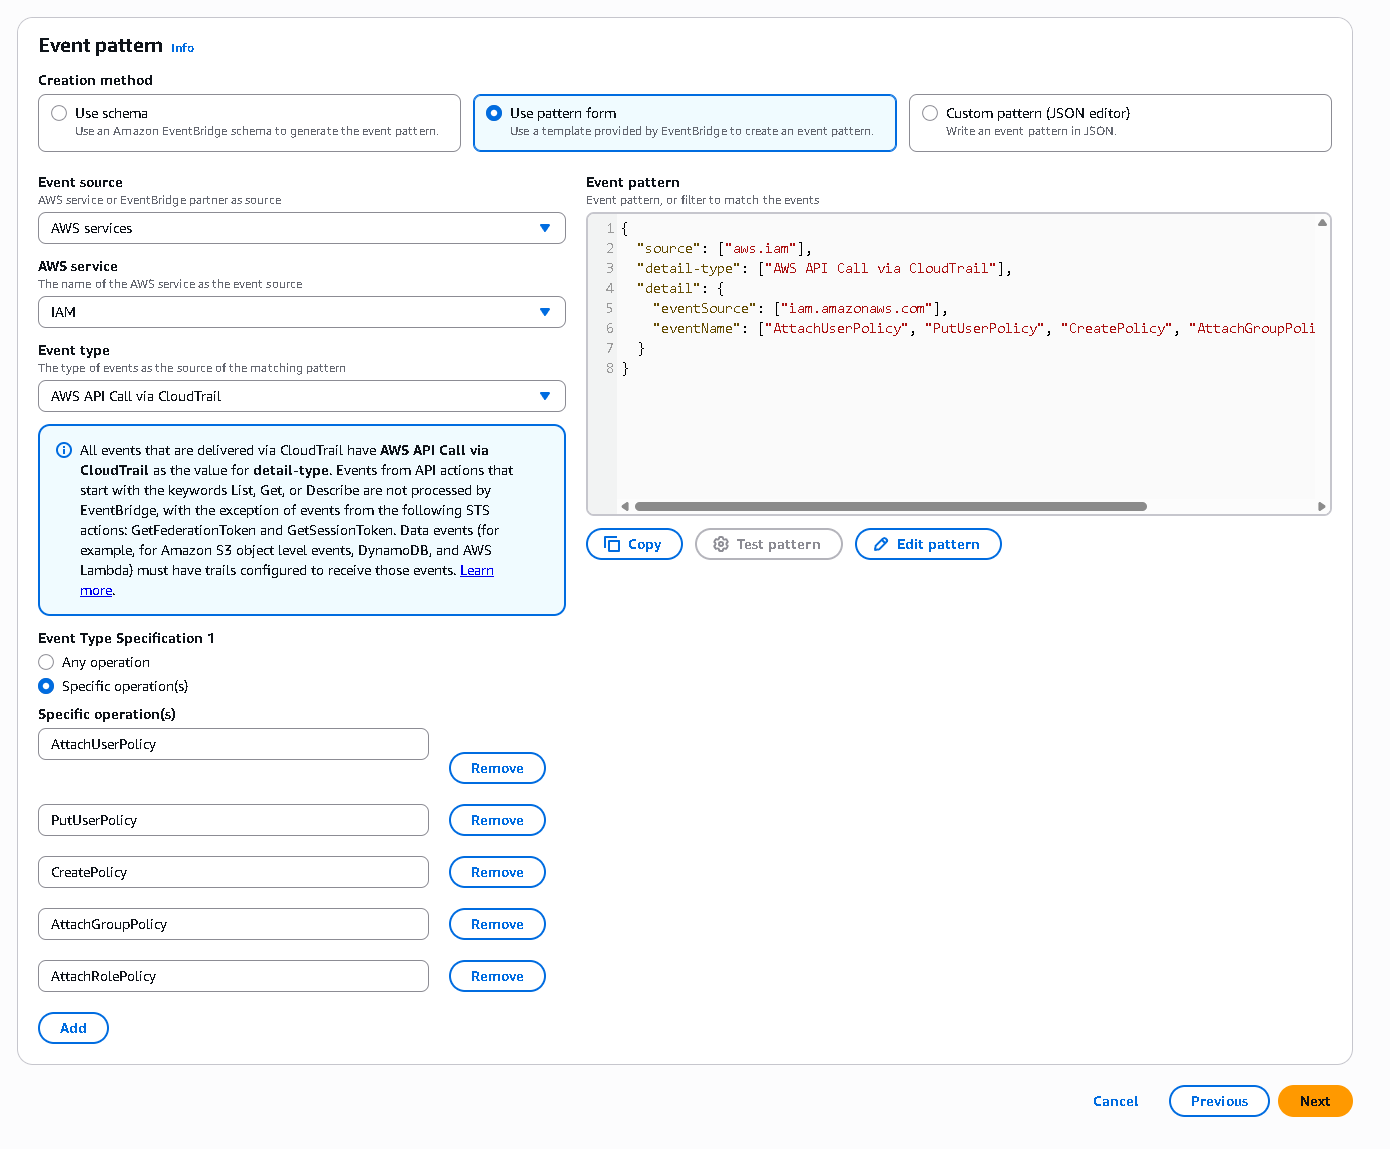 Event pattern Info
Creation method
Use schema
Use an Amazon EventBridge schema to generate the event pattern.
Use pattern form
Use a template provided by EventBridge to create an event pattern.
Custom pattern (JSON editor)
Write an event pattern in JSON.
Event source
AWS service or EventBridge partner as source
AWS services
AWS service
The name of the AWS service as the event source
IAM
Event type
The type of events as the source of the matching pattern
AWS API Call via CloudTrail
All events that are delivered via CloudTrail have AWS API Call via
CloudTrail as the value for detail-type. Events from API actions that
start with the keywords List, Get, or Describe are not processed by
EventBridge, with the exception of events from the following STS
actions: GetFederationToken and GetSessionToken. Data events (for
example, for Amazon S3 object level events, DynamoDB, and AWS
Lambda) must have trails configured to receive those events. Learn
more.
Event Type Specification 1
Any operation
Specific operation(s)
Specific operation(s)
AttachUserPolicy
Remove
PutUserPolicy
Remove
CreatePolicy
Remove
AttachGroupPolicy
Remove
AttachRolePolicy
Remove
Add
Event pattern
Event pattern, or filter to match the events
1 {
2 "source": ["aws.iam"],
3 "detail-type": ["AWS API Call via CloudTrail"],
4 "detail": {
5 "eventSource": ["iam.amazonaws.com"],
6 "eventName": ["AttachUserPolicy", "PutUserPolicy", "CreatePolicy", "AttachGroupPoli
7 }
8 }
Copy
Test pattern
Edit pattern
Cancel
Previous
Next